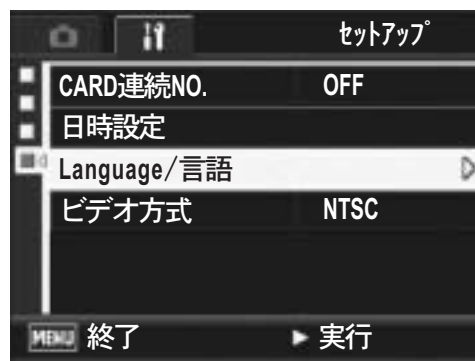 セットアップ
CARD連続NO. OFF
日時設定
Language/言語
ビデオ方式 NTSC
MENU 終了 ▶ 実行